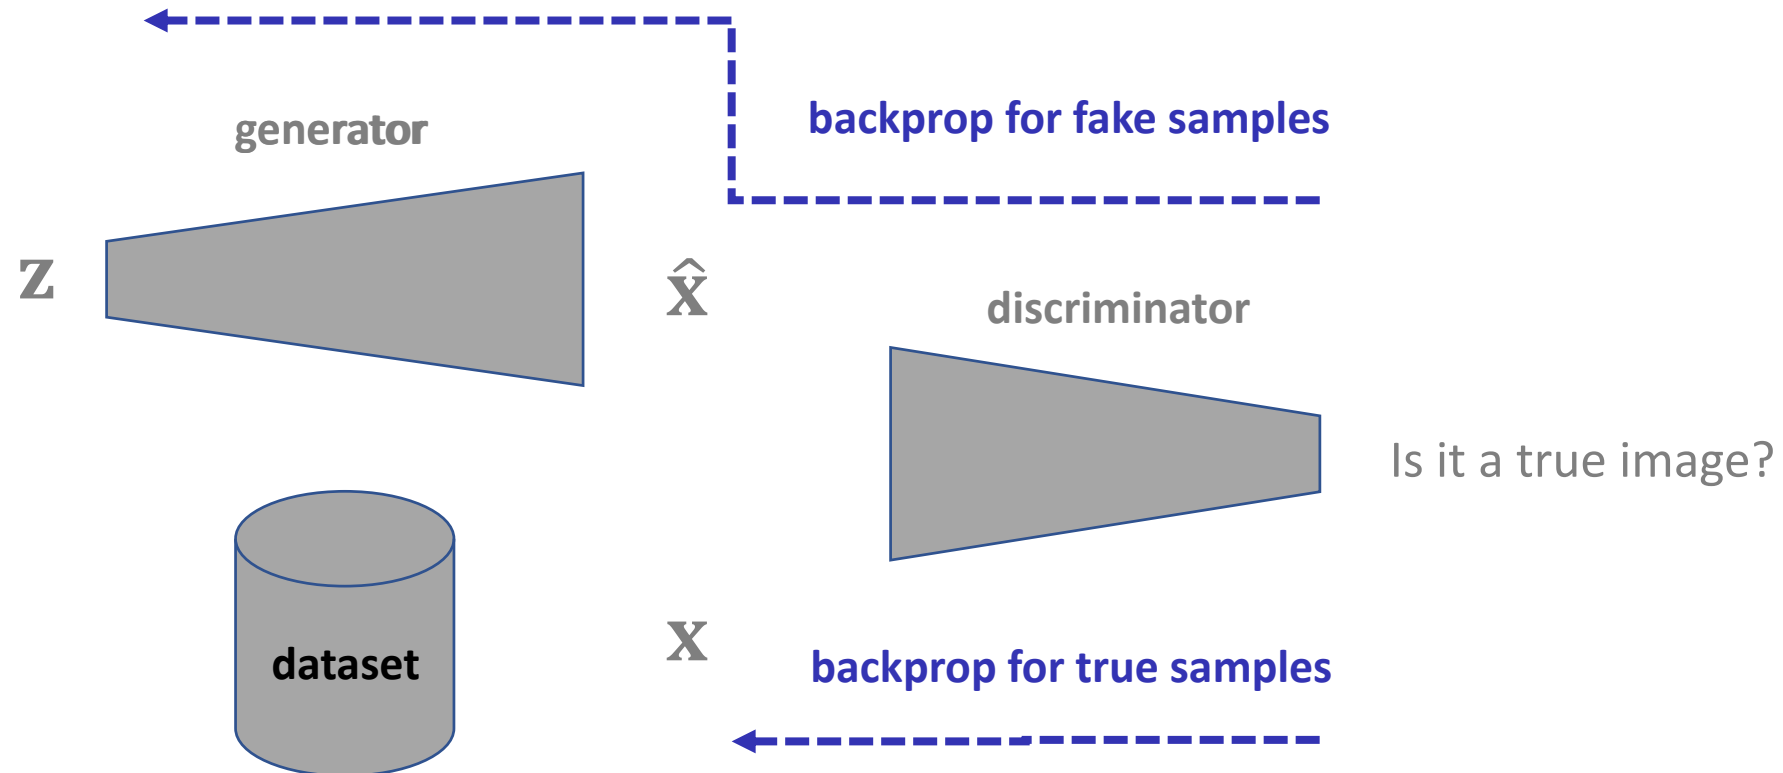 generator
backprop for fake samples
z
x̂
discriminator
Is it a true image?
dataset
x
backprop for true samples